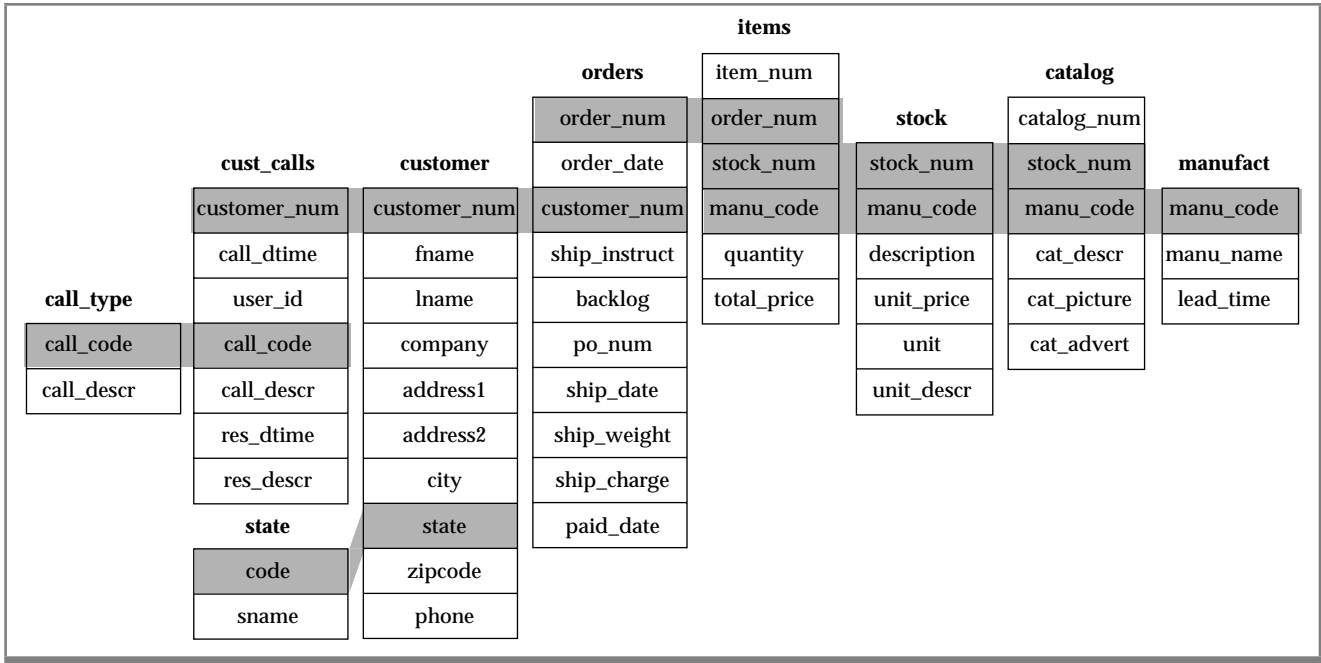 call_type
call_code
call_descr
cust_calls
customer_num
call_dtime
user_id
call_code
call_descr
res_dtime
res_descr
state
code
sname
customer
customer_num
fname
lname
company
address1
address2
city
state
zipcode
phone
orders
order_num
order_date
customer_num
ship_instruct
backlog
po_num
ship_date
ship_weight
ship_charge
paid_date
items
item_num
order_num
stock_num
manu_code
quantity
total_price
stock
stock_num
manu_code
description
unit_price
unit
unit_descr
catalog
catalog_num
stock_num
manu_code
cat_descr
cat_picture
cat_advert
manufact
manu_code
manu_name
lead_time